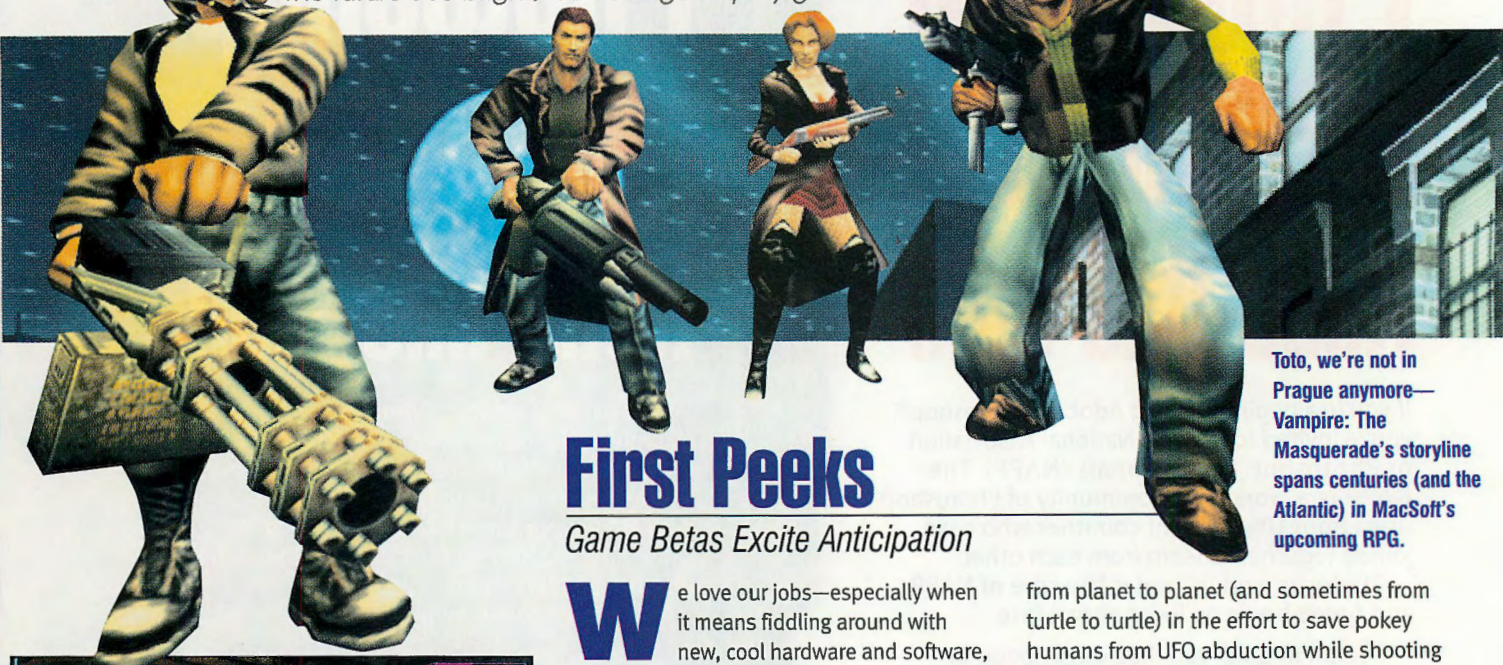 Toto, we're not in
Prague anymore—
Vampire: The
Masquerade's storyline
spans centuries (and the
Atlantic) in MacSoft's
upcoming RPG.
First Peeks
Game Betas Excite Anticipation
We love our jobs—especially when
it means fiddling around with
new, cool hardware and software,
from planet to planet (and sometimes from
turtle to turtle) in the effort to save pokey
humans from UFO abduction while shooting